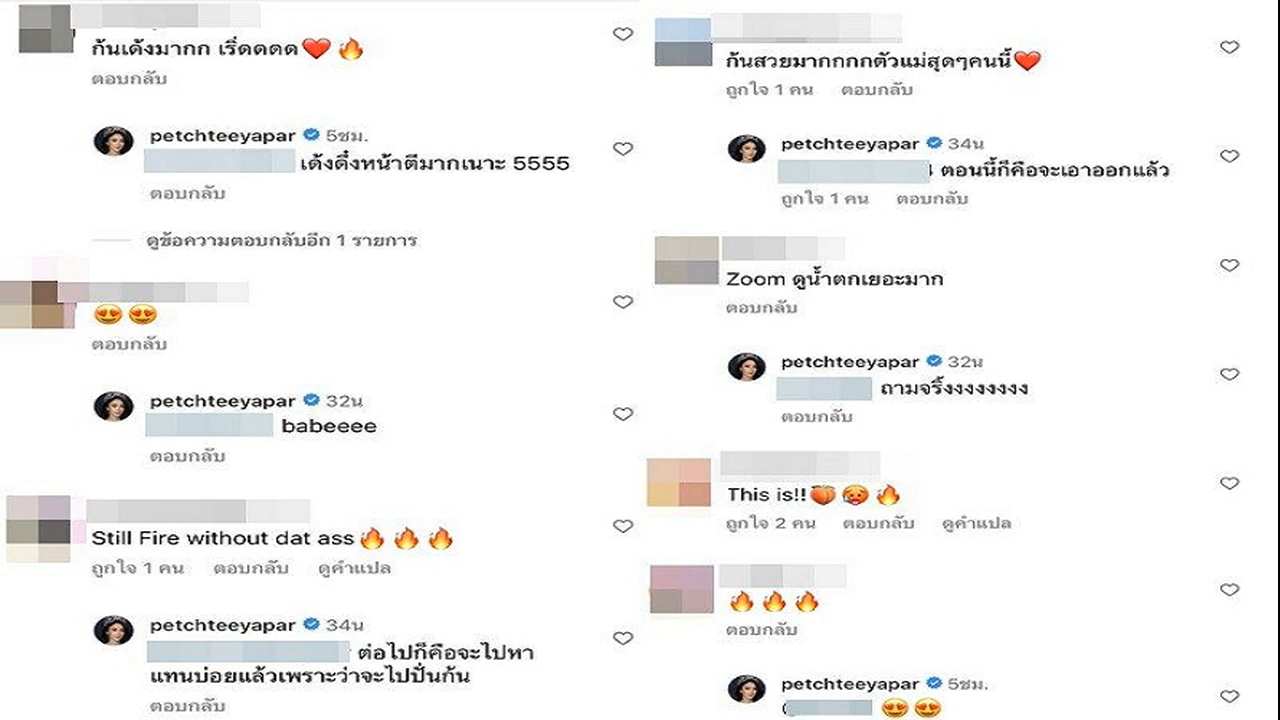 ก้นเด้งมากก เริ่ดดดด❤️🔥
ตอบกลับ
petchteeyapar 5ชม.
เด้งดึ๋งหน้าตีมากเนาะ 5555
ตอบกลับ
ดูข้อความตอบกลับอีก 1 รายการ
😍😍
ตอบกลับ
petchteeyapar 32น
babeeee
ตอบกลับ
Still Fire without dat ass🔥🔥🔥
ถูกใจ 1 คน ตอบกลับ ดูคำแปล
petchteeyapar 34น
ต่อไปก็คือจะไปหา
แทนบ่อยแล้วเพราะว่าจะไปปั่นก้น
ตอบกลับ
ก้นสวยมากกกกตัวแม่สุดๆคนนี้❤️
ถูกใจ 1 คน ตอบกลับ
petchteeyapar 34น
ตอนนี้ก็คือจะเอาออกแล้ว
ถูกใจ 1 คน ตอบกลับ
Zoom ดูน้ำตกเยอะมาก
ตอบกลับ
petchteeyapar 32น
ถามจริ้งงงงงงงง
ตอบกลับ
This is!!🍑🥵🔥
ถูกใจ 2 คน ตอบกลับ ดูคำแปล
🔥🔥🔥
ตอบกลับ
petchteeyapar 5ชม.
😍😍